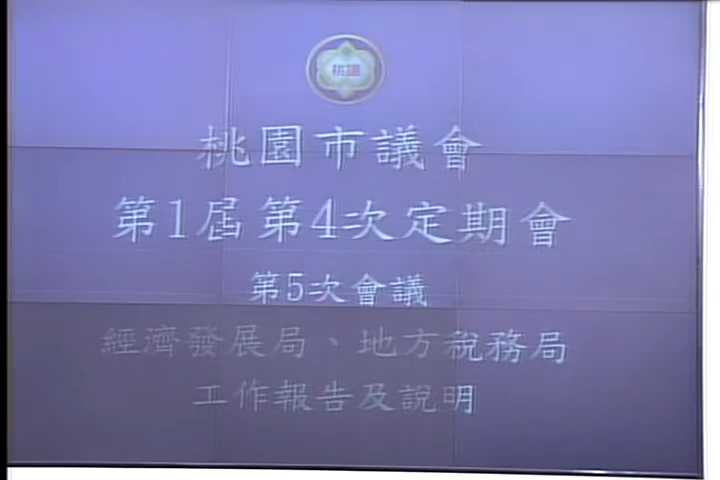 桃議
桃園市議會
第1屆第4次定期會
第5次會議
經濟發展局、地方稅務局
工作報告及說明